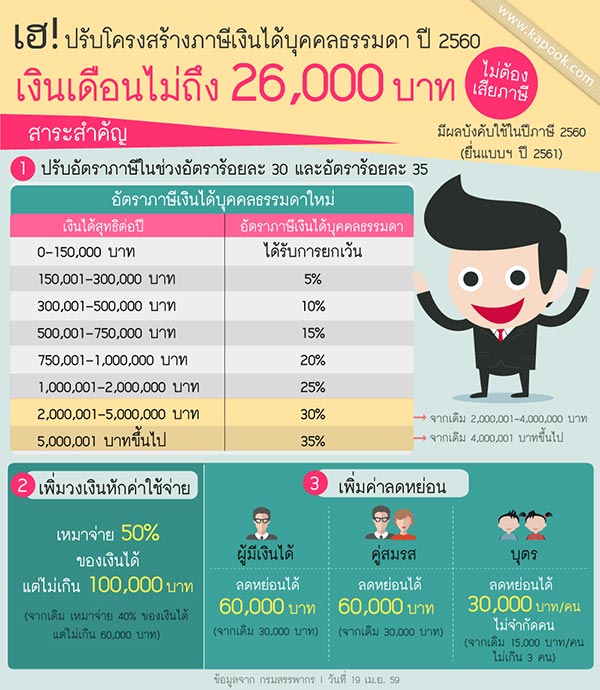 www.kapook.com
เฮ! ปรับโครงสร้างภาษีเงินได้บุคคลธรรมดา ปี 2560
เงินเดือนไม่ถึง 26,000 บาท
ไม่ต้อง
เสียภาษี
สาระสำคัญ
มีผลบังคับใช้ในปีภาษี 2560
(ยื่นแบบฯ ปี 2561)
1 ปรับอัตราภาษีในช่วงอัตราร้อยละ 30 และอัตราร้อยละ 35
อัตราภาษีเงินได้บุคคลธรรมดาใหม่
เงินได้สุทธิต่อปี อัตราภาษีเงินได้บุคคลธรรมดา
0-150,000 บาท ได้รับการยกเว้น
150,001-300,000 บาท 5%
300,001-500,000 บาท 10%
500,001-750,000 บาท 15%
750,001-1,000,000 บาท 20%
1,000,001-2,000,000 บาท 25%
2,000,001-5,000,000 บาท 30% → จากเดิม 2,000,001-4,000,000 บาท
5,000,001 บาทขึ้นไป 35% → จากเดิม 4,000,001 บาทขึ้นไป
2 เพิ่มวงเงินหักค่าใช้จ่าย
เหมาจ่าย 50%
ของเงินได้
แต่ไม่เกิน 100,000 บาท
(จากเดิม เหมาจ่าย 40% ของเงินได้
แต่ไม่เกิน 60,000 บาท)
3 เพิ่มค่าลดหย่อน
ผู้มีเงินได้
ลดหย่อนได้
60,000 บาท
(จากเดิม 30,000 บาท)
คู่สมรส
ลดหย่อนได้
60,000 บาท
(จากเดิม 30,000 บาท)
บุตร
ลดหย่อนได้
30,000 บาท/คน
ไม่จำกัดคน
(จากเดิม 15,000 บาท/คน
ไม่เกิน 3 คน)
ข้อมูลจาก กรมสรรพากร | วันที่ 19 เม.ย. 59